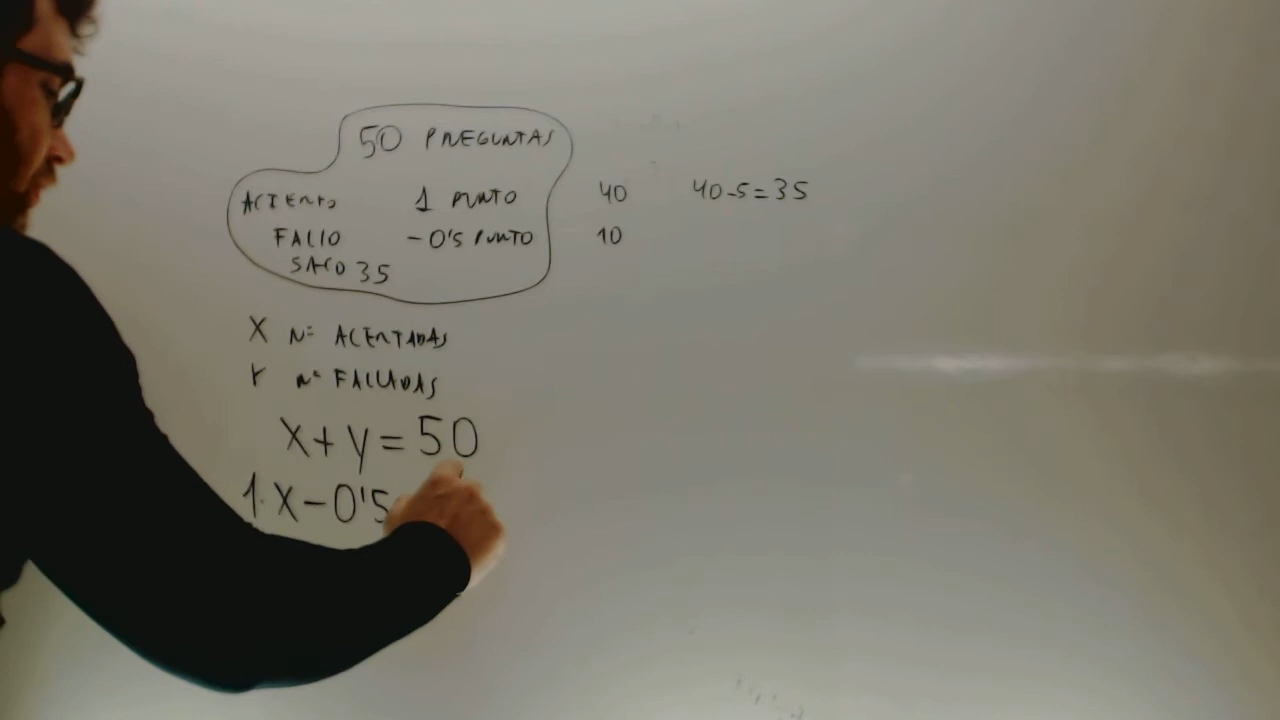 50 PREGUNTAS
ACIERTO 1 PUNTO 40 40-5=35
FALLO -0'5 PUNTO 10
SACO 35
X Nº ACERTADAS
Y Nº FALLADAS
X+y=50
1·X-0'5